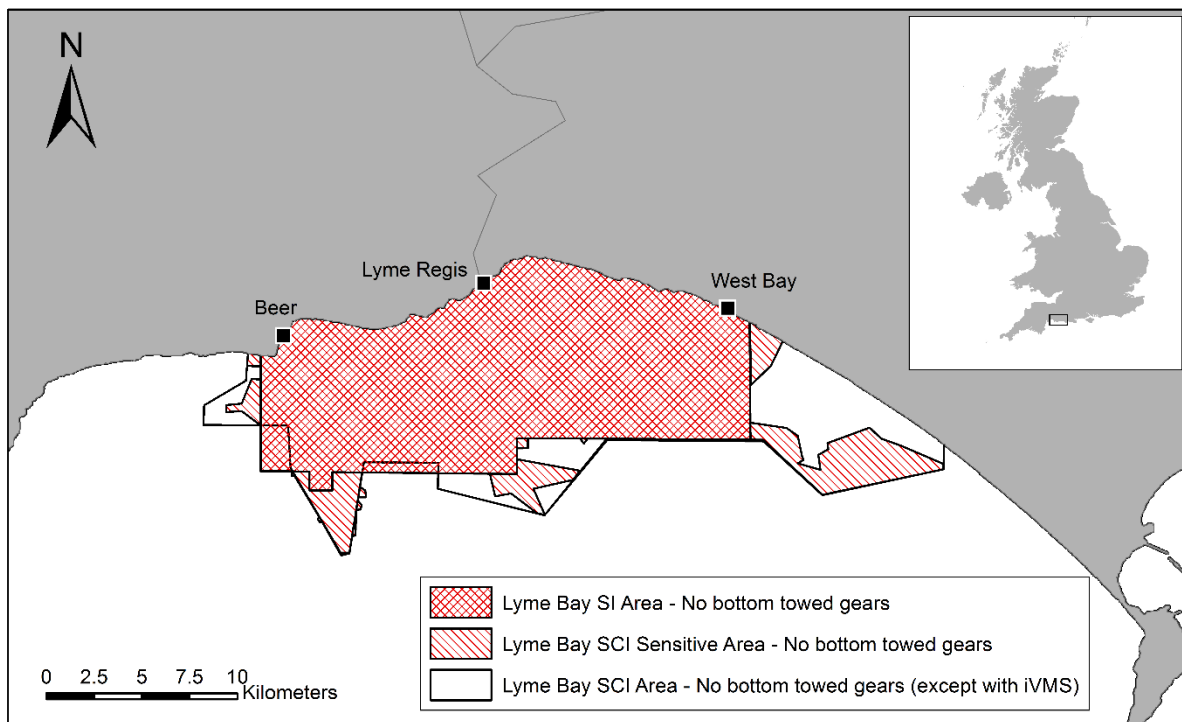 N
Lyme Regis
West Bay
Beer
Lyme Bay SI Area - No bottom towed gears
Lyme Bay SCI Sensitive Area - No bottom towed gears
Lyme Bay SCI Area - No bottom towed gears (except with iVMS)
0 2.5 5 7.5 10
Kilometers